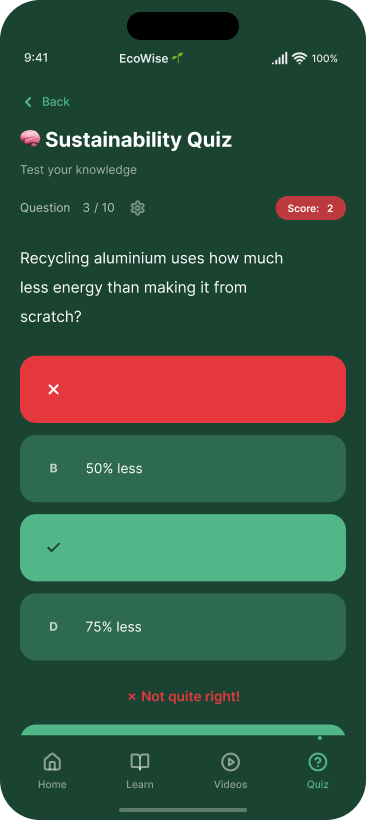 9:41 EcoWise 100%
Back
Sustainability Quiz
Test your knowledge
Question 3 / 10 Score: 2
Recycling aluminium uses how much
less energy than making it from
scratch?
B 50% less
D 75% less
× Not quite right!
Home Learn Videos Quiz